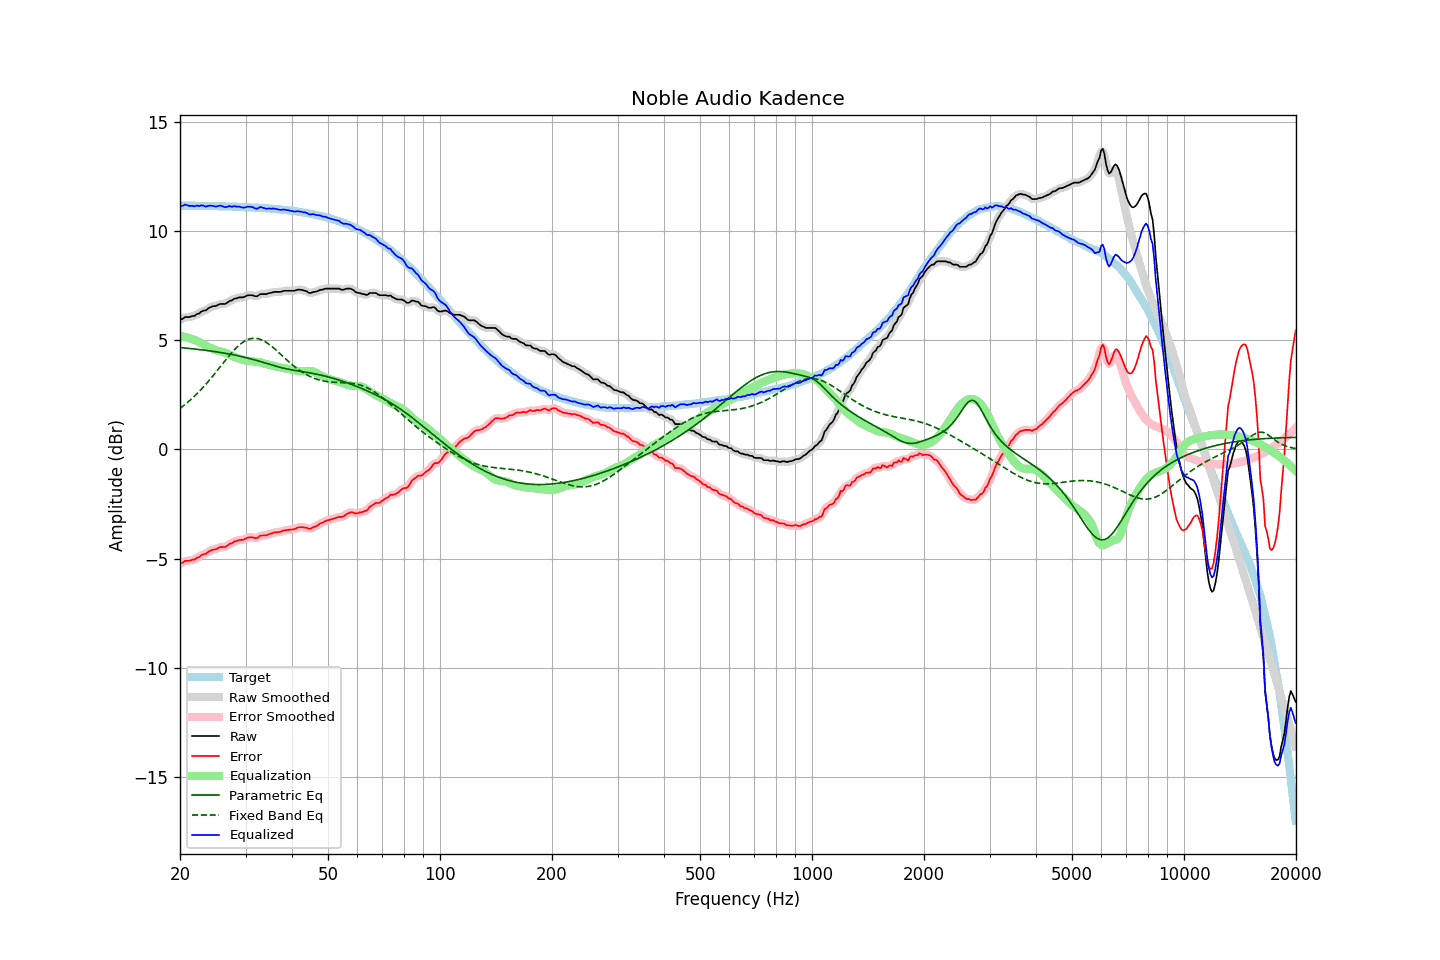 Noble Audio Kadence
15
10
5
0
−5
−10
−15
Amplitude (dBr)
Target
Raw Smoothed
Error Smoothed
Raw
Error
Equalization
Parametric Eq
Fixed Band Eq
Equalized
20 50 100 200 500 1000 2000 5000 10000 20000
Frequency (Hz)